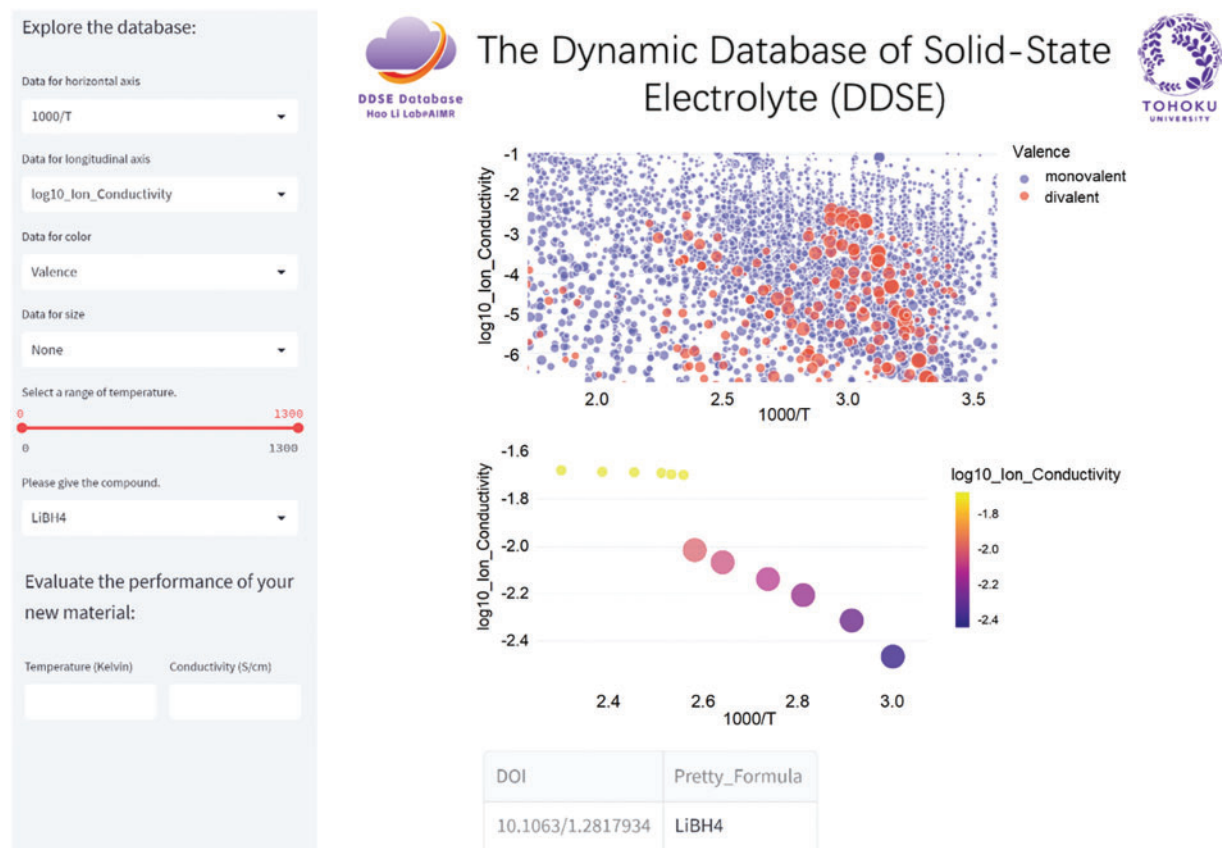 Explore the database:
Data for horizontal axis
1000/T
Data for longitudinal axis
log10_Ion_Conductivity
Data for color
Valence
Data for size
None
Select a range of temperature.
0 1300
0 1300
Please give the compound.
LiBH4
Evaluate the performance of your
new material:
Temperature (Kelvin) Conductivity (S/cm)
DDSE Database
Hao Li Lab@AIMR
The Dynamic Database of Solid-State
Electrolyte (DDSE)
TOHOKU
UNIVERSITY
log10_Ion_Conductivity
-1
-2
-3
-4
-5
-6
2.0 2.5 3.0 3.5
1000/T
Valence
monovalent
divalent
log10_Ion_Conductivity
-1.6
-1.8
-2.0
-2.2
-2.4
2.4 2.6 2.8 3.0
1000/T
log10_Ion_Conductivity
-1.8
-2.0
-2.2
-2.4
DOI Pretty_Formula
10.1063/1.2817934 LiBH4